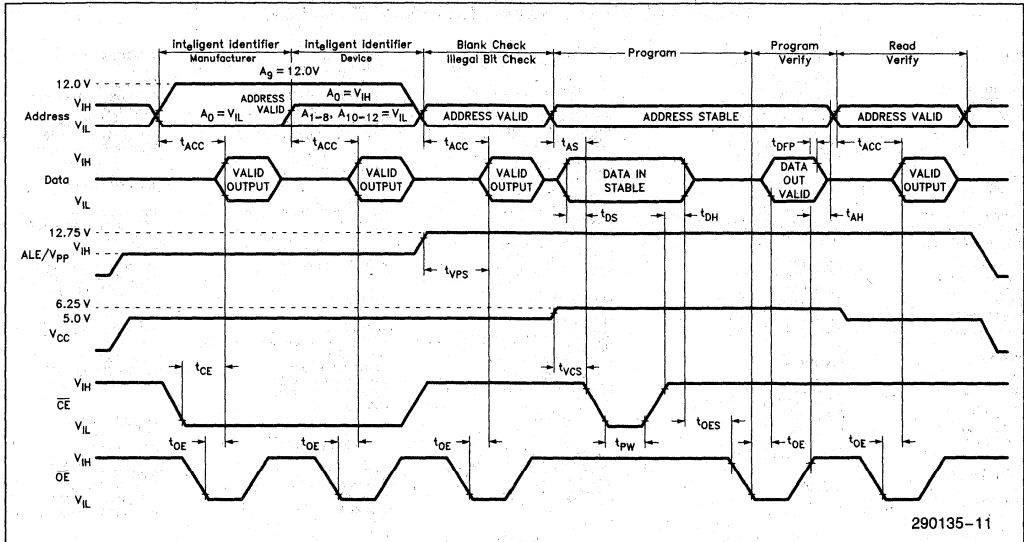 inteligent identifier
Manufacturer
inteligent identifier
Device
Blank Check
Illegal Bit Check
Program
Program
Verify
Read
Verify
12.0 V
A9 = 12.0V
Address
VIH
VIL
A0 = VIL
ADDRESS
VALID
A0 = VIH
A1-8, A10-12 = VIL
ADDRESS VALID
ADDRESS STABLE
ADDRESS VALID
tACC
tACC
tACC
tAS
tDFP
tACC
Data
VIH
VIL
VALID
OUTPUT
VALID
OUTPUT
VALID
OUTPUT
DATA IN
STABLE
DATA
OUT
VALID
VALID
OUTPUT
tDS
tDH
tAH
12.75 V
ALE/VPP
VIH
tVPS
6.25 V
5.0 V
VCC
tCE
tVCS
VIH
CE
VIL
tOE
tOE
tOE
tPW
tOES
tOE
tOE
VIH
OE
VIL
290135-11